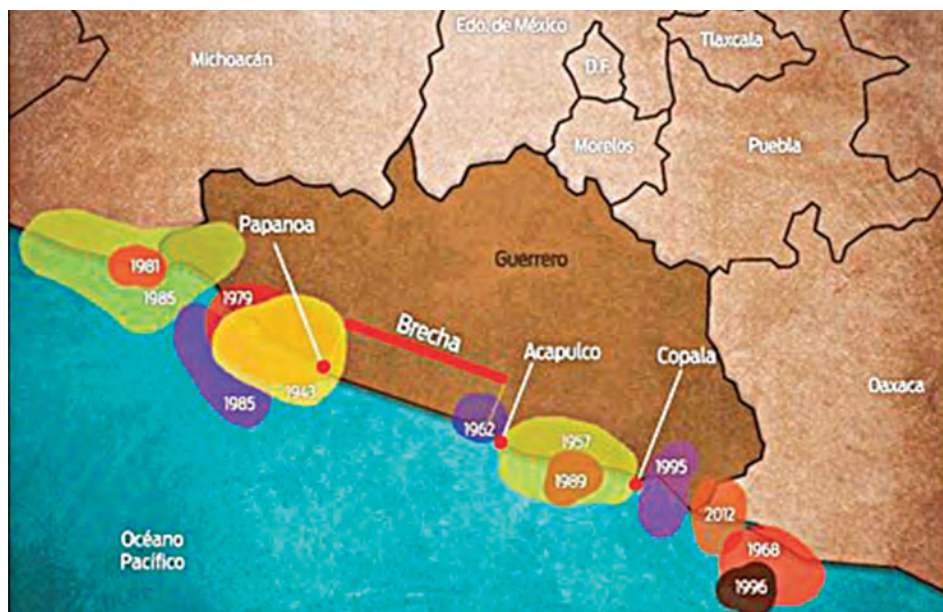 Edo. de México
Tlaxcala
Michoacán
D.F.
Morelos
Puebla
Papanoa
Guerrero
1981
1985
1979
Brecha
Acapulco
Copala
Oaxaca
1943
1985
1962
1957
1995
1989
2012
Océano
Pacífico
1968
1996